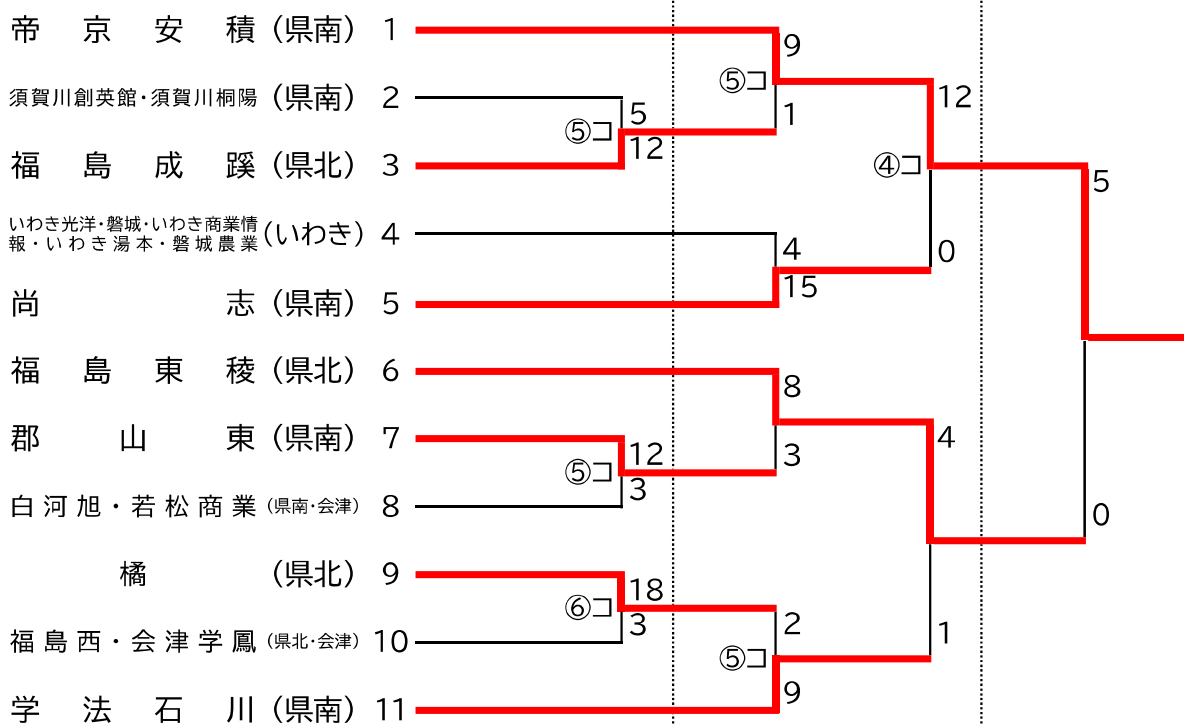 帝京安積（県南） 1
9
⑤コ
須賀川創英館・須賀川桐陽（県南） 2
12
5
1
⑤コ
12
福島成蹊（県北） 3
④コ
5
いわき光洋・磐城・いわき商業情
報・いわき湯本・磐城農業（いわき） 4
4
0
15
尚志（県南） 5
福島東稜（県北） 6
8
郡山東（県南） 7
4
12
3
⑤コ
3
白河旭・若松商業（県南・会津） 8
0
橘（県北） 9
18
⑥コ
3
2
1
福島西・会津学鳳（県北・会津） 10
⑤コ
9
学法石川（県南） 11